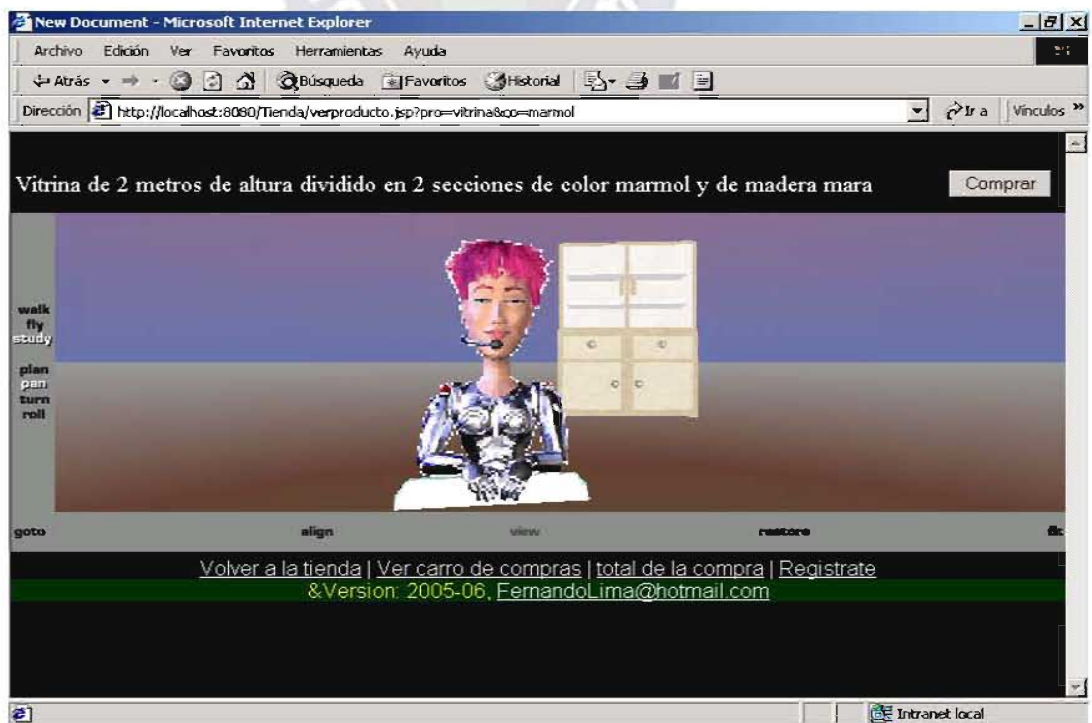 New Document - Microsoft Internet Explorer
Archivo Edición Ver Favoritos Herramientas Ayuda
Atrás Búsqueda Favoritos Historial
Dirección http://localhost:8080/Tienda/verproducto.jsp?pro=vitrina&co=marmol Ir a Vínculos »
Vitrina de 2 metros de altura dividido en 2 secciones de color marmol y de madera mara Comprar
walk
fly
study
plan
pan
turn
roll
goto align view restore fit
Volver a la tienda | Ver carro de compras | total de la compra | Registrate
&Version: 2005-06, FernandoLima@hotmail.com
Intranet local